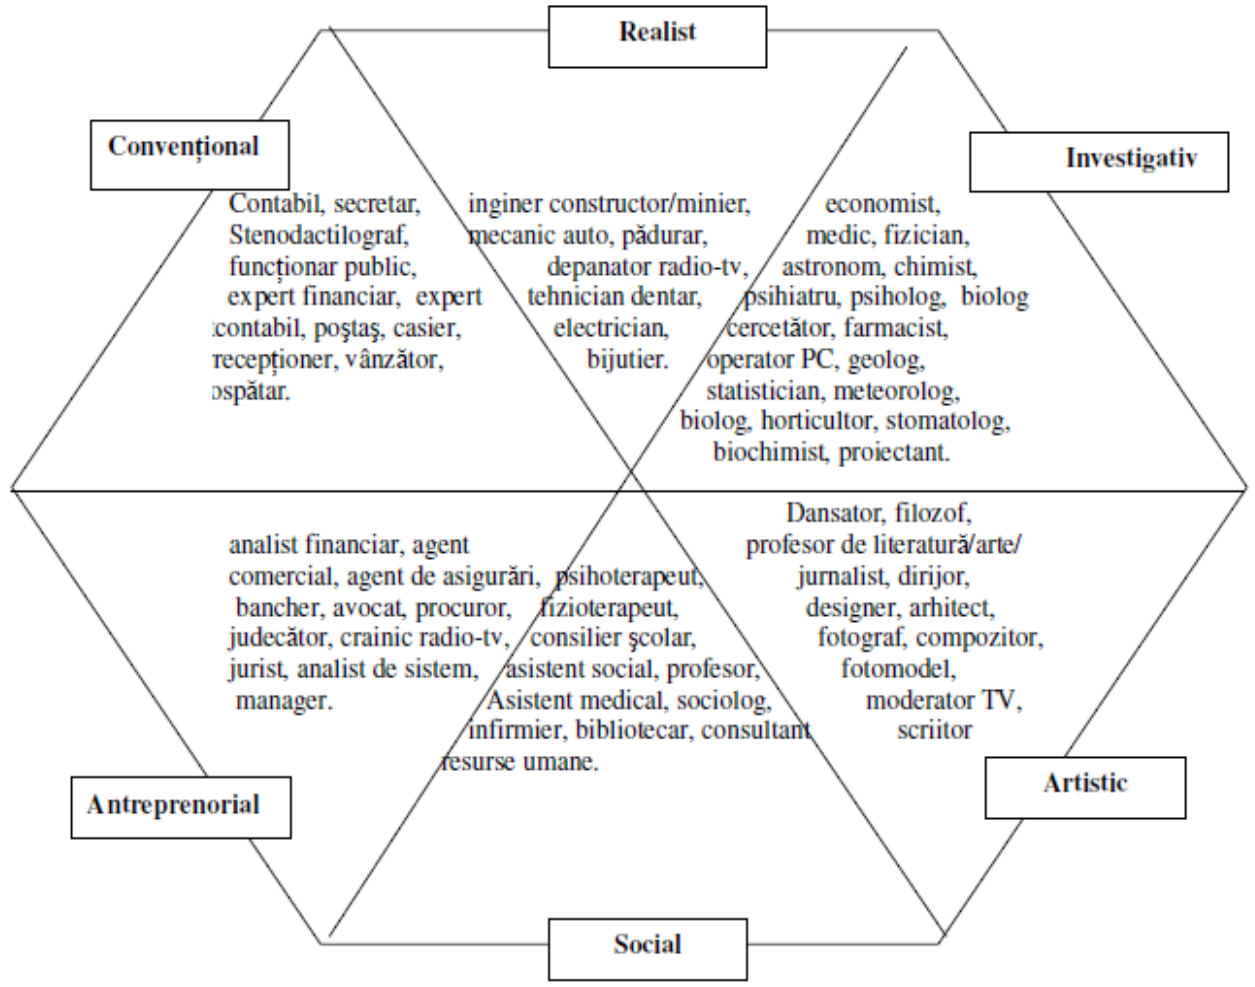 Realist
Convenţional
Investigativ
Contabil, secretar,
Stenodactilograf,
funcţionar public,
expert financiar, expert
contabil, poştaş, casier,
recepţioner, vânzător,
ospătar.
inginer constructor/minier,
mecanic auto, pădurar,
depanator radio-tv,
tehnician dentar,
electrician,
bijutier.
economist,
medic, fizician,
astronom, chimist,
psihiatru, psiholog, biolog
cercetător, farmacist,
operator PC, geolog,
statistician, meteorolog,
biolog, horticultor, stomatolog,
biochimist, proiectant.
analist financiar, agent
comercial, agent de asigurări,
bancher, avocat, procuror,
judecător, crainic radio-tv,
jurist, analist de sistem,
manager.
psihoterapeut,
fizioterapeut,
consilier şcolar,
asistent social, profesor,
Asistent medical, sociolog,
infirmier, bibliotecar, consultant
resurse umane.
Dansator, filozof,
profesor de literatură/arte/
jurnalist, dirijor,
designer, arhitect,
fotograf, compozitor,
fotomodel,
moderator TV,
scriitor
Antreprenorial
Artistic
Social